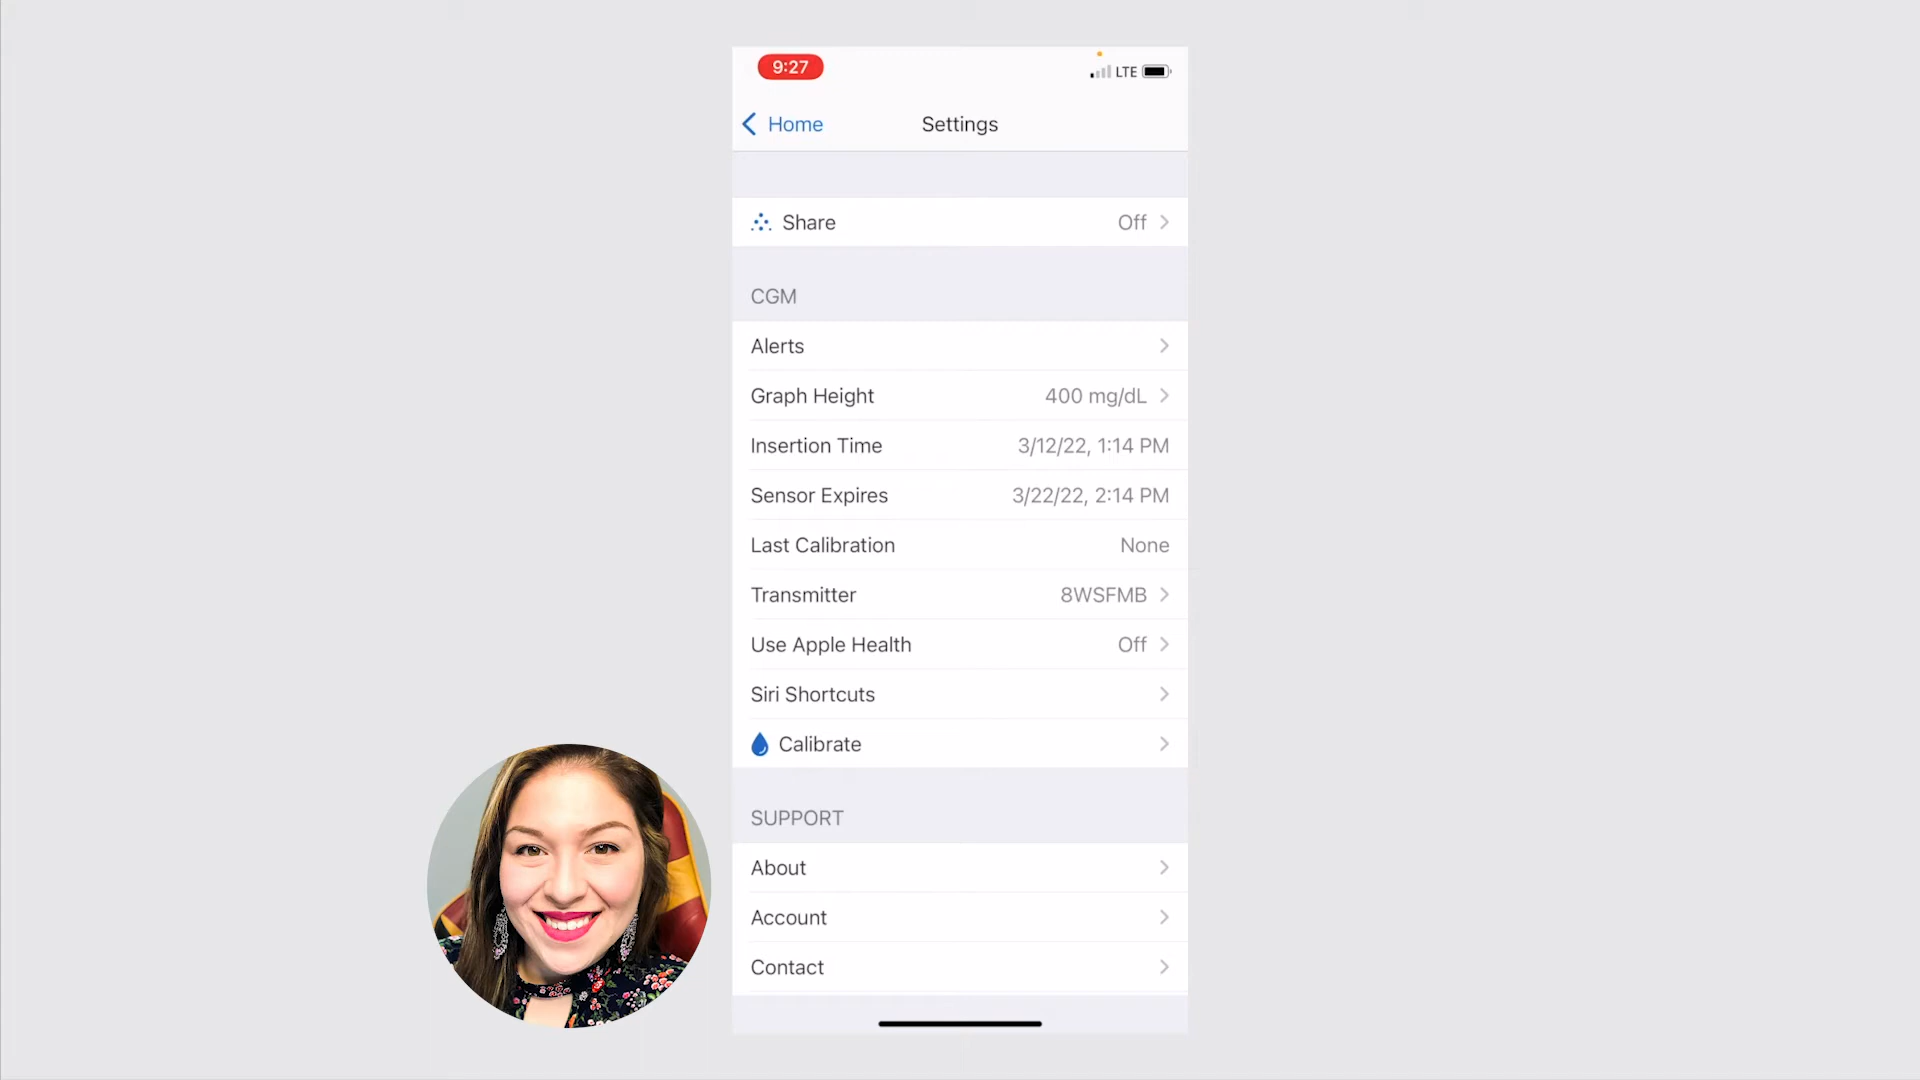 9:27
LTE
Home
Settings
Share Off
CGM
Alerts
Graph Height 400 mg/dL
Insertion Time 3/12/22, 1:14 PM
Sensor Expires 3/22/22, 2:14 PM
Last Calibration None
Transmitter 8WSFMB
Use Apple Health Off
Siri Shortcuts
Calibrate
SUPPORT
About
Account
Contact